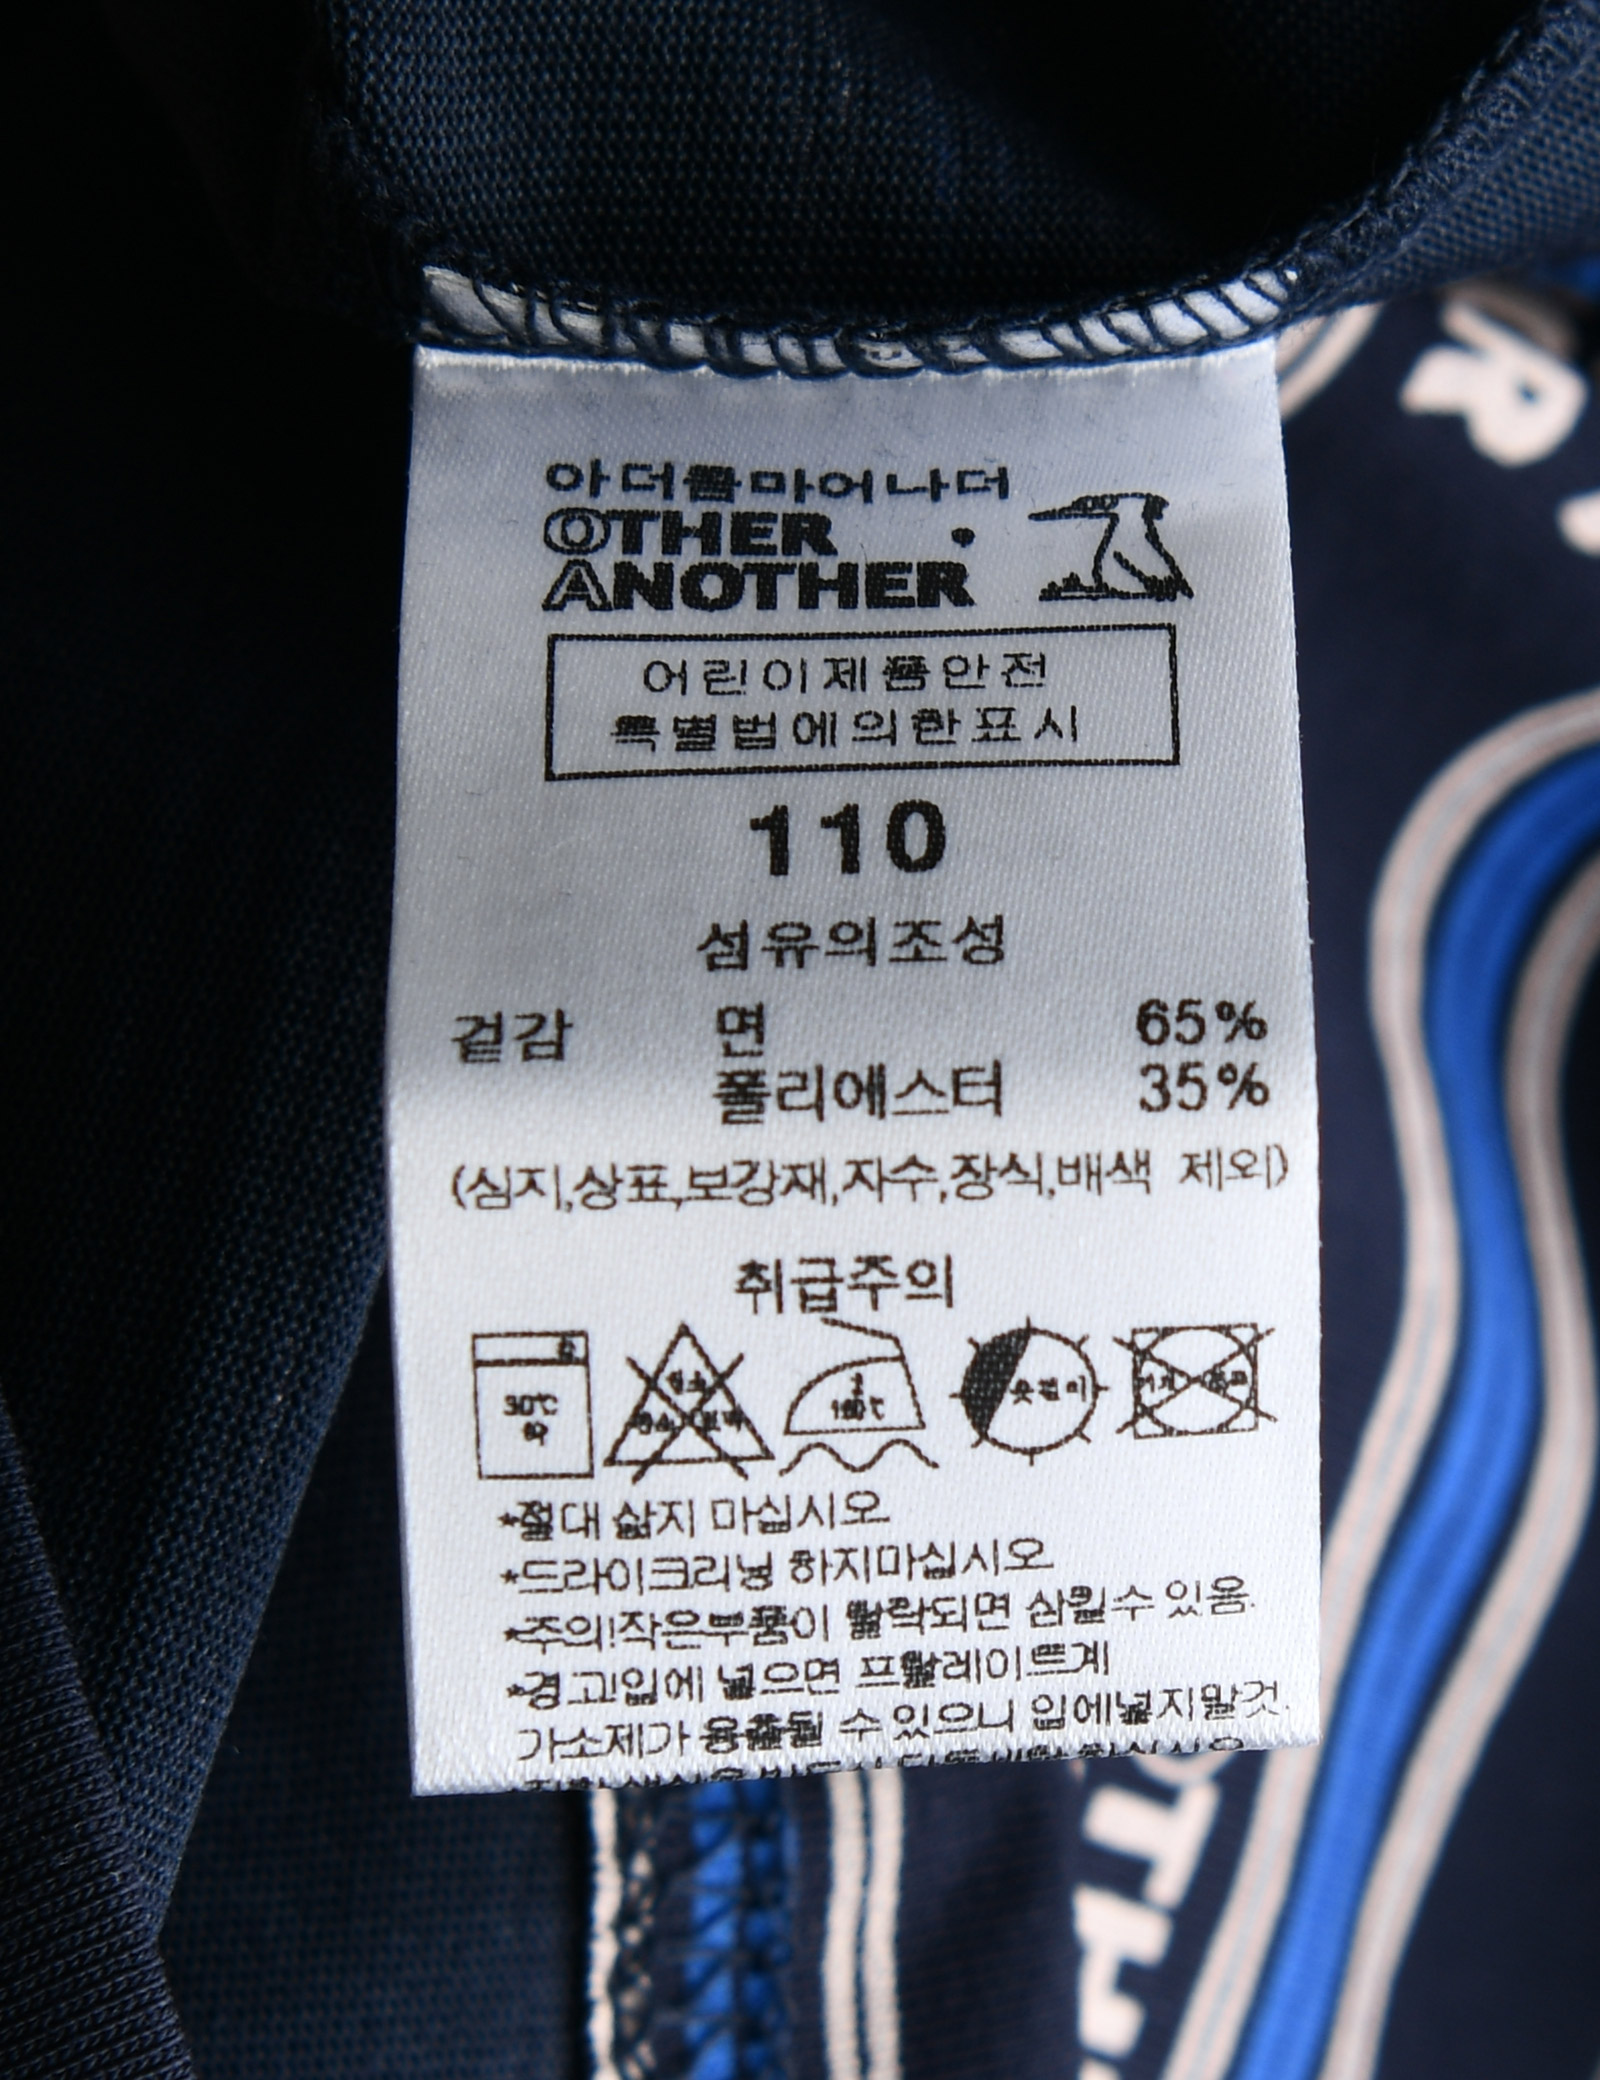 아더콜마어나더
OTHER
ANOTHER
어린이제품안전
특별법에의한표시
110
섬유의조성
겉감 면 65%
폴리에스터 35%
(심지,상표,보강재,자수,장식,배색 제외)
취급주의
30℃
약
옷걸이
*절대 삶지 마십시오
*드라이크리닝 하지마십시오
*주의!작은부품이 탈락되면 삼킬수 있음.
*경고!입에 넣으면 프탈레이트계
가소제가 용출될 수 있으니 입에넣지말것.
R
OTH